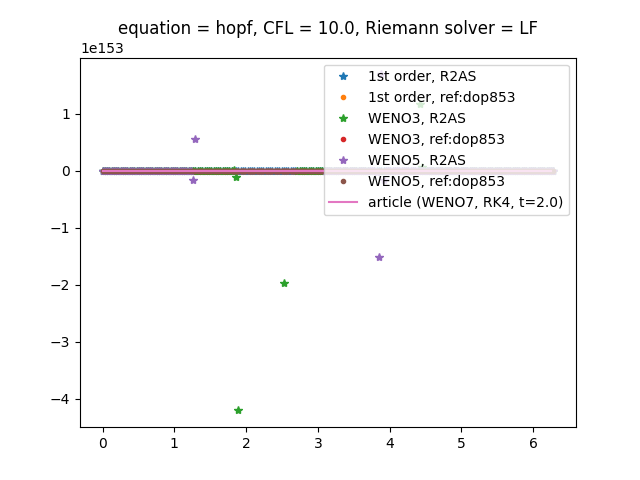 equation = hopf, CFL = 10.0, Riemann solver = LF
1e153
1st order, R2AS
1st order, ref:dop853
WENO3, R2AS
WENO3, ref:dop853
WENO5, R2AS
WENO5, ref:dop853
article (WENO7, RK4, t=2.0)
1
0
−1
−2
−3
−4
0 1 2 3 4 5 6